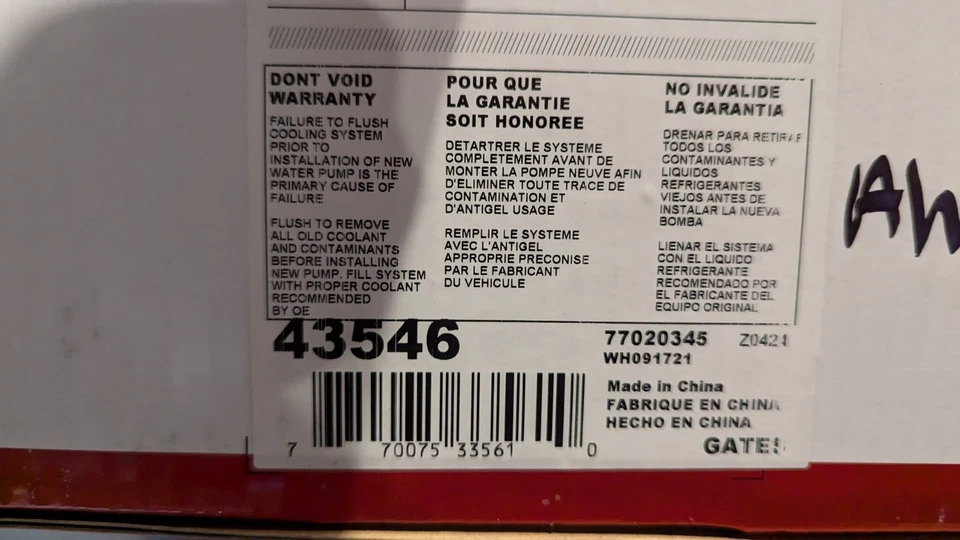 DONT VOID
WARRANTY
FAILURE TO FLUSH
COOLING SYSTEM
PRIOR TO
INSTALLATION OF NEW
WATER PUMP IS THE
PRIMARY CAUSE OF
FAILURE
FLUSH TO REMOVE
ALL OLD COOLANT
AND CONTAMINANTS
BEFORE INSTALLING
NEW PUMP. FILL SYSTEM
WITH PROPER COOLANT
RECOMMENDED
BY OE
POUR QUE
LA GARANTIE
SOIT HONOREE
DETARTRER LE SYSTEME
COMPLETEMENT AVANT DE
MONTER LA POMPE NEUVE AFIN
D'ELIMINER TOUTE TRACE DE
CONTAMINATION ET
D'ANTIGEL USAGE
REMPLIR LE SYSTEME
AVEC L'ANTIGEL
APPROPRIE PRECONISE
PAR LE FABRICANT
DU VEHICULE
NO INVALIDE
LA GARANTIA
DRENAR PARA RETIRAR
TODOS LOS
CONTAMINANTES Y
LIQUIDOS
REFRIGERANTES
VIEJOS ANTES DE
INSTALAR LA NUEVA
BOMBA
LIENAR EL SISTEMA
CON EL LIQUIDO
REFRIGERANTE
RECOMENDADO POR
EL FABRICANTE DEL
EQUIPO ORIGINAL
43546
77020345
WH091721
Made in China
FABRIQUE EN CHINA
HECHO EN CHINA
GATES
7 70075 33561 0